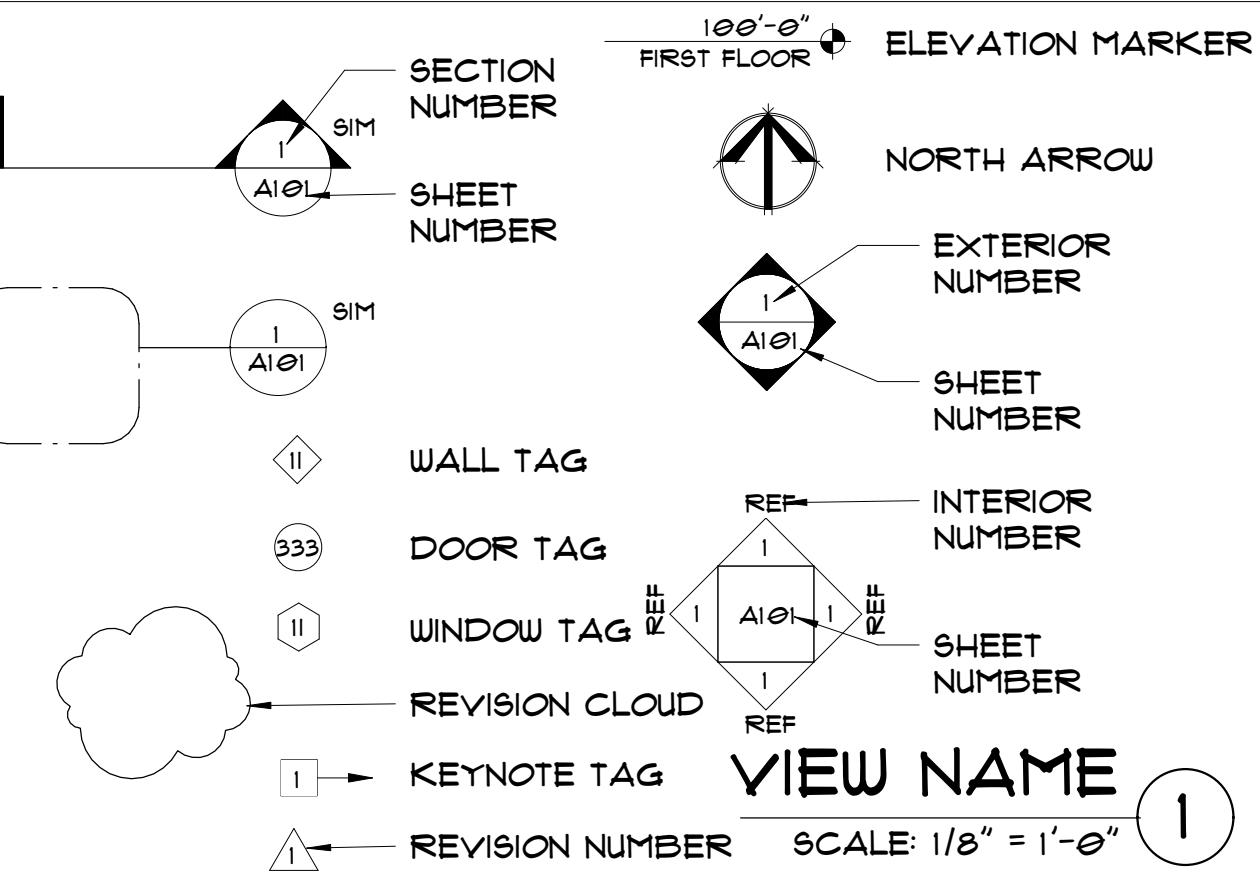 SECTION
NUMBER
SIM
1
A101
SHEET
NUMBER
SIM
1
A101
11
WALL TAG
333
DOOR TAG
11
WINDOW TAG
REVISION CLOUD
1
KEYNOTE TAG
1
REVISION NUMBER
100'-0"
FIRST FLOOR
ELEVATION MARKER
NORTH ARROW
EXTERIOR
NUMBER
1
A101
SHEET
NUMBER
REF
INTERIOR
NUMBER
1
REF
1
A101
1
REF
SHEET
NUMBER
1
REF
VIEW NAME
1
SCALE: 1/8" = 1'-0"